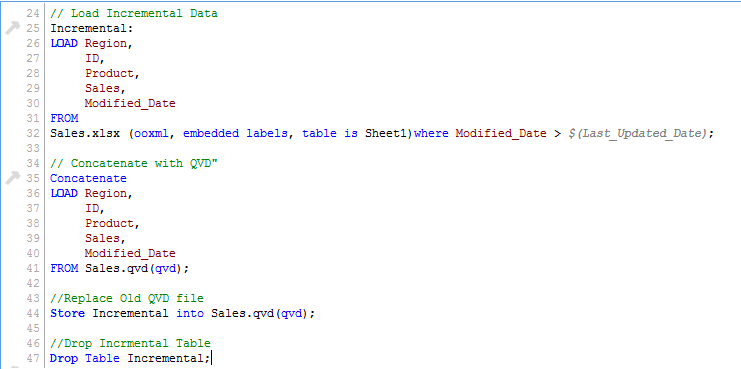 24 // Load Incremental Data
25 Incremental:
26 LOAD Region,
27 ID,
28 Product,
29 Sales,
30 Modified_Date
31 FROM
32 Sales.xlsx (ooxml, embedded labels, table is Sheet1)where Modified_Date > $(Last_Updated_Date);
33
34 // Concatenate with QVD"
35 Concatenate
36 LOAD Region,
37 ID,
38 Product,
39 Sales,
40 Modified_Date
41 FROM Sales.qvd(qvd);
42
43 //Replace Old QVD file
44 Store Incremental into Sales.qvd(qvd);
45
46 //Drop Incrmental Table
47 Drop Table Incremental;